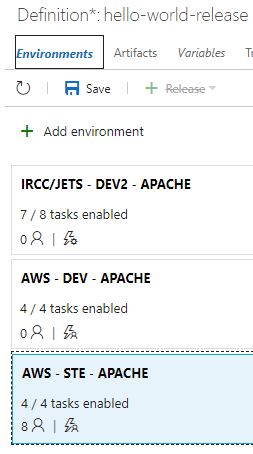 Definition*: hello-world-release
Environments Artifacts Variables
Save Release
Add environment
IRCC/JETS - DEV2 - APACHE
7 / 8 tasks enabled
0
AWS - DEV - APACHE
4 / 4 tasks enabled
0
AWS - STE - APACHE
4 / 4 tasks enabled
8